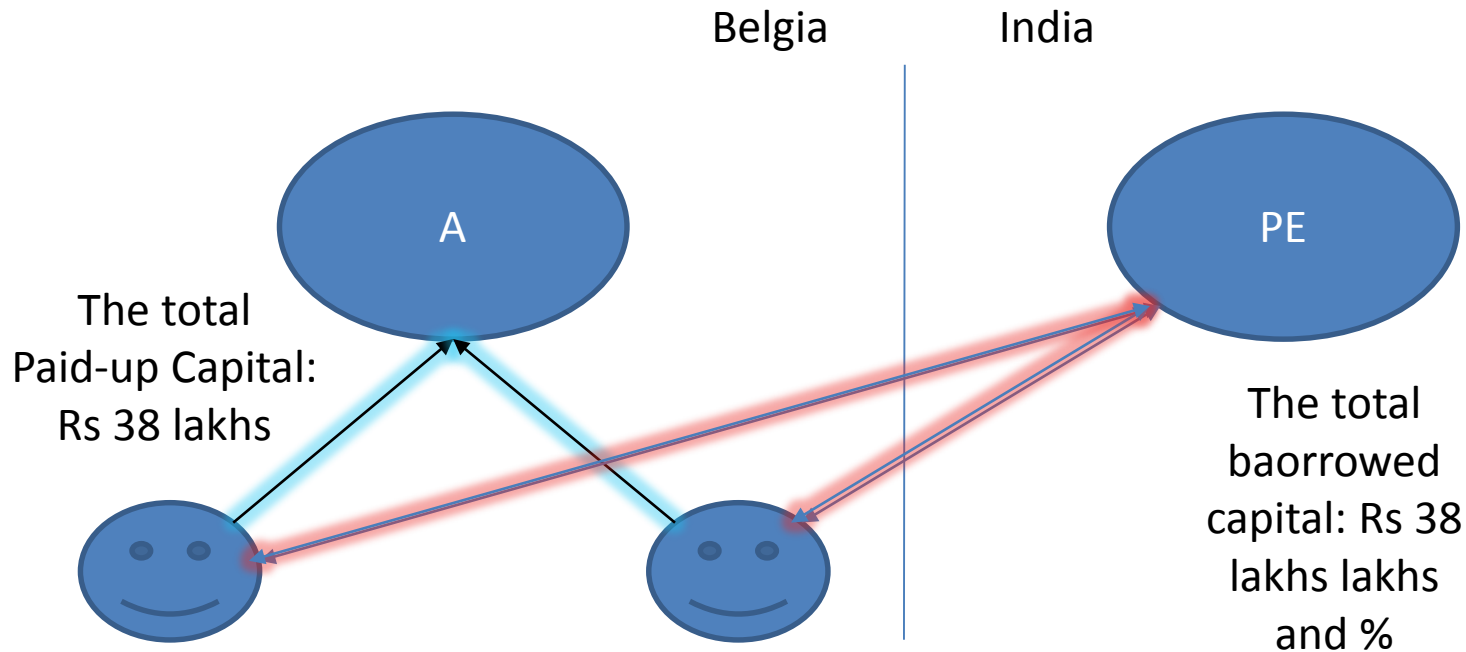 Belgia
India
A
PE
The total
Paid-up Capital:
Rs 38 lakhs
The total
baorrowed
capital: Rs 38
lakhs lakhs
and %